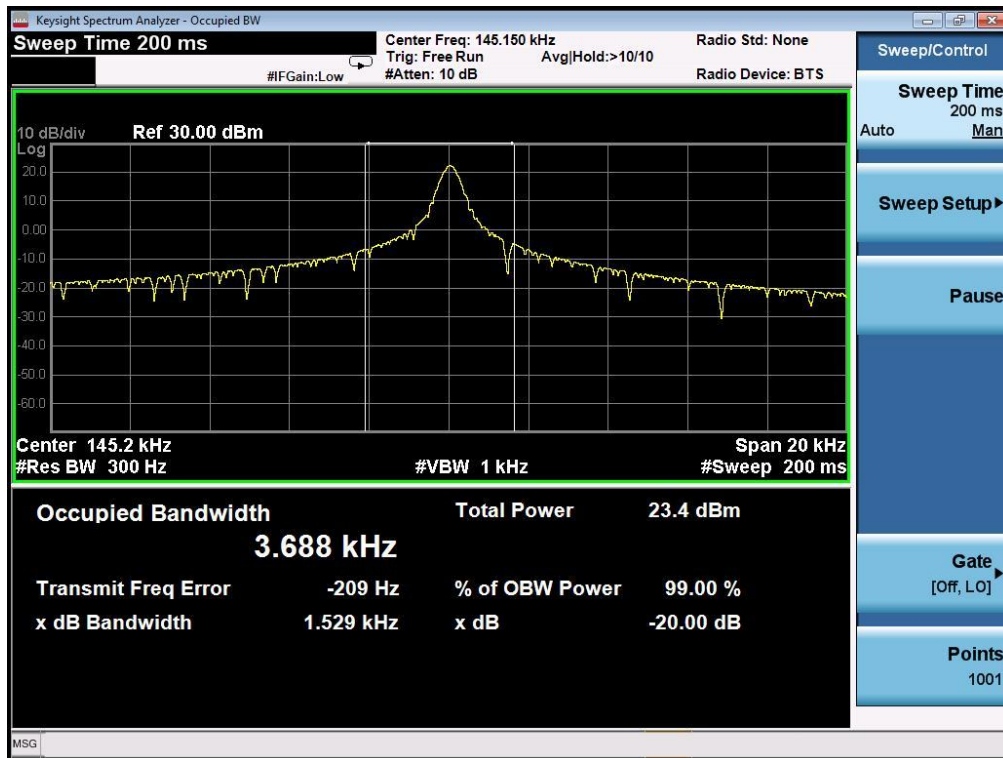 Keysight Spectrum Analyzer - Occupied BW
Sweep Time 200 ms
Center Freq: 145.150 kHz
Radio Std: None
Trig: Free Run Avg|Hold:>10/10
#IFGain:Low #Atten: 10 dB Radio Device: BTS
10 dB/div Ref 30.00 dBm
Log
20.0
10.0
0.00
-10.0
-20.0
-30.0
-40.0
-50.0
-60.0
Center 145.2 kHz Span 20 kHz
#Res BW 300 Hz #VBW 1 kHz #Sweep 200 ms
Occupied Bandwidth Total Power 23.4 dBm
3.688 kHz
Transmit Freq Error -209 Hz % of OBW Power 99.00 %
x dB Bandwidth 1.529 kHz x dB -20.00 dB
MSG
Sweep/Control
Sweep Time
200 ms
Auto Man
Sweep Setup
Pause
Gate
[Off, LO]
Points
1001